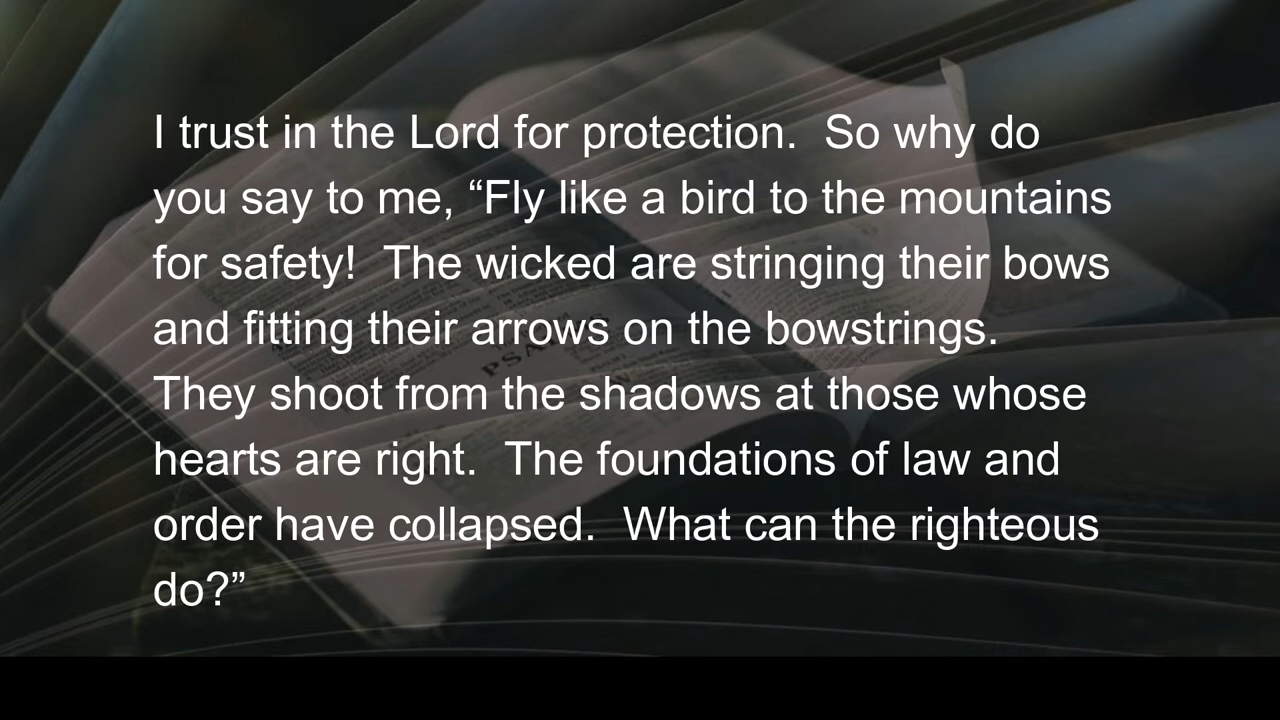 I trust in the Lord for protection.  So why do
you say to me, “Fly like a bird to the mountains
for safety!  The wicked are stringing their bows
and fitting their arrows on the bowstrings.
They shoot from the shadows at those whose
hearts are right.  The foundations of law and
order have collapsed.  What can the righteous
do?”
PSALMS